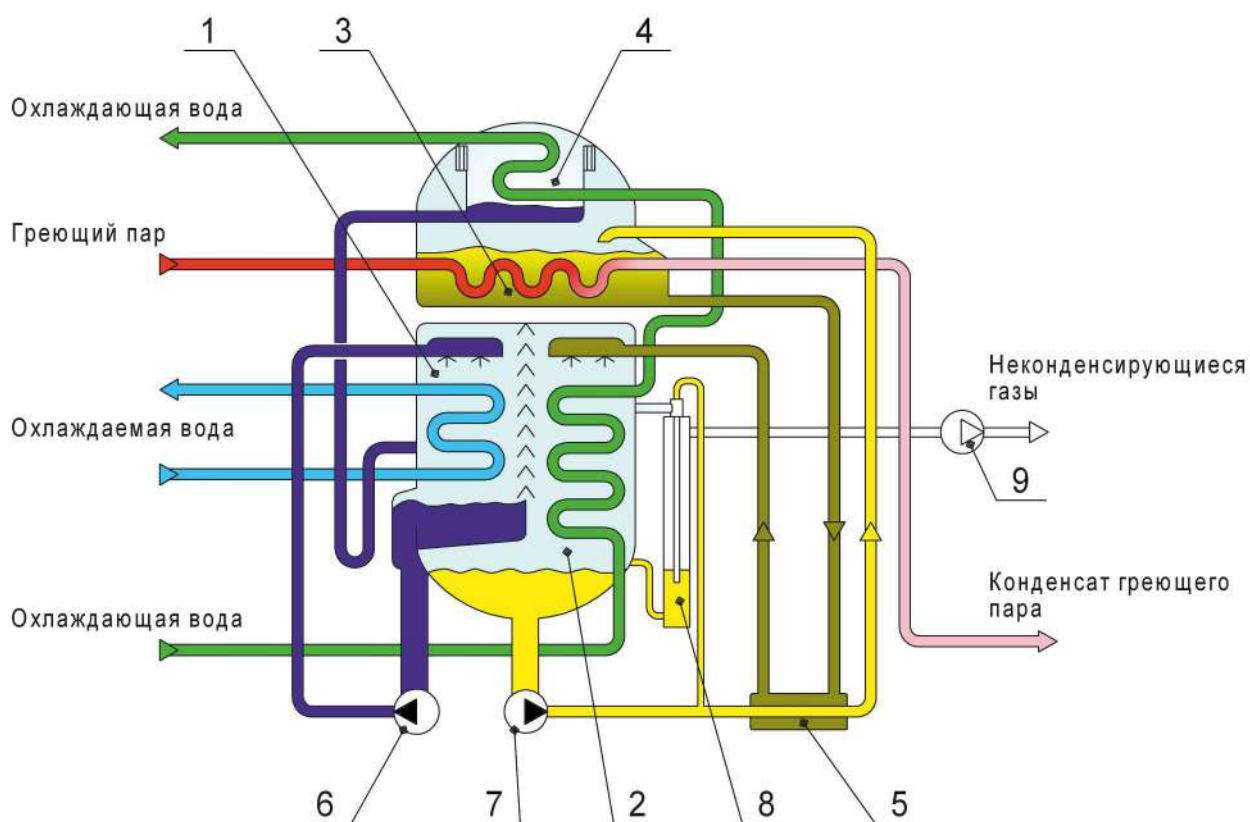 1
3
4
Охлаждающая вода
Греющий пар
Неконденсирующиеся
газы
Охлаждаемая вода
9
Конденсат греющего
пара
Охлаждающая вода
6
7
2
8
5